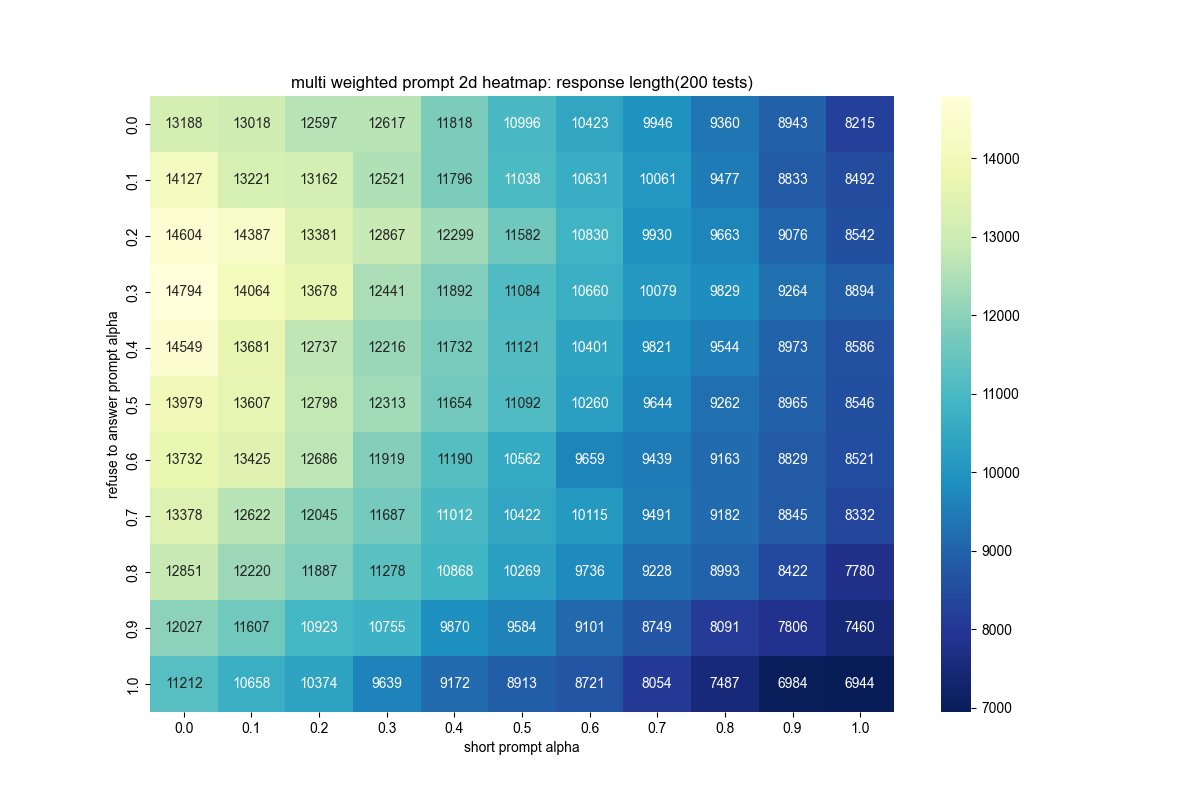 multi weighted prompt 2d heatmap: response length(200 tests)
0.0 13188 13018 12597 12617 11818 10996 10423 9946 9360 8943 8215
0.1 14127 13221 13162 12521 11796 11038 10631 10061 9477 8833 8492
0.2 14604 14387 13381 12867 12299 11582 10830 9930 9663 9076 8542
0.3 14794 14064 13678 12441 11892 11084 10660 10079 9829 9264 8894
0.4 14549 13681 12737 12216 11732 11121 10401 9821 9544 8973 8586
0.5 13979 13607 12798 12313 11654 11092 10260 9644 9262 8965 8546
0.6 13732 13425 12686 11919 11190 10562 9659 9439 9163 8829 8521
0.7 13378 12622 12045 11687 11012 10422 10115 9491 9182 8845 8332
0.8 12851 12220 11887 11278 10868 10269 9736 9228 8993 8422 7780
0.9 12027 11607 10923 10755 9870 9584 9101 8749 8091 7806 7460
1.0 11212 10658 10374 9639 9172 8913 8721 8054 7487 6984 6944
0.0 0.1 0.2 0.3 0.4 0.5 0.6 0.7 0.8 0.9 1.0
short prompt alpha
refuse to answer prompt alpha
14000
13000
12000
11000
10000
9000
8000
7000